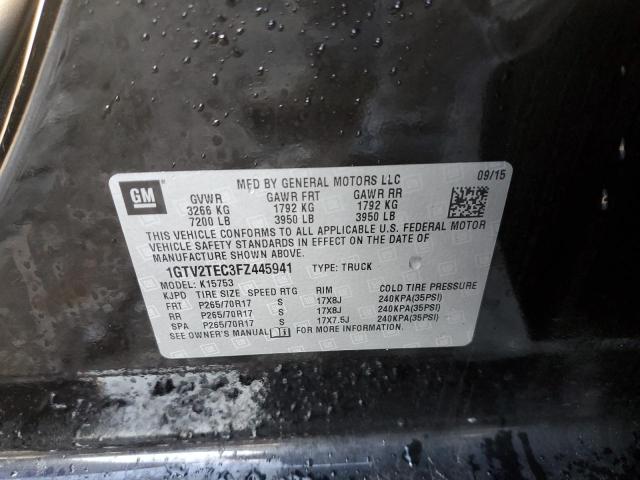 GM
MFD BY GENERAL MOTORS LLC
09/15
GVWR GAWR FRT GAWR RR
3266 KG 1792 KG 1792 KG
7200 LB 3950 LB 3950 LB
THIS VEHICLE CONFORMS TO ALL APPLICABLE U.S. FEDERAL MOTOR
VEHICLE SAFETY STANDARDS IN EFFECT ON THE DATE OF
MANUFACTURE SHOWN ABOVE.
1GTV2TEC3FZ445941 TYPE: TRUCK
MODEL: K15753
KJPD TIRE SIZE SPEED RTG RIM COLD TIRE PRESSURE
FRT P265/70R17 S 17X8J 240KPA(35PSI)
RR P265/70R17 S 17X8J 240KPA(35PSI)
SPA P265/70R17 S 17X7.5J 240KPA(35PSI)
SEE OWNER'S MANUAL FOR MORE INFORMATION.